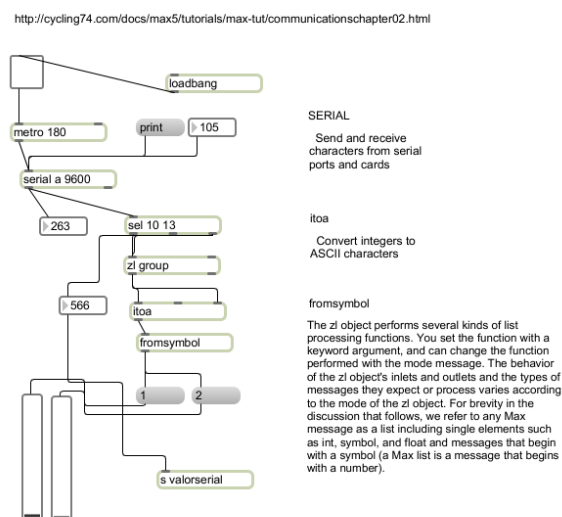 http://cycling74.com/docs/max5/tutorials/max-tut/communicationschapter02.html
loadbang
metro 180
print
105
serial a 9600
263
sel 10 13
zl group
566
itoa
fromsymbol
1
2
s valorserial
SERIAL
Send and receive
characters from serial
ports and cards
itoa
Convert integers to
ASCII characters
fromsymbol
The zl object performs several kinds of list
processing functions. You set the function with a
keyword argument, and can change the function
performed with the mode message. The behavior
of the zl object's inlets and outlets and the types of
messages they expect or process varies according
to the mode of the zl object. For brevity in the
discussion that follows, we refer to any Max
message as a list including single elements such
as int, symbol, and float and messages that begin
with a symbol (a Max list is a message that begins
with a number).